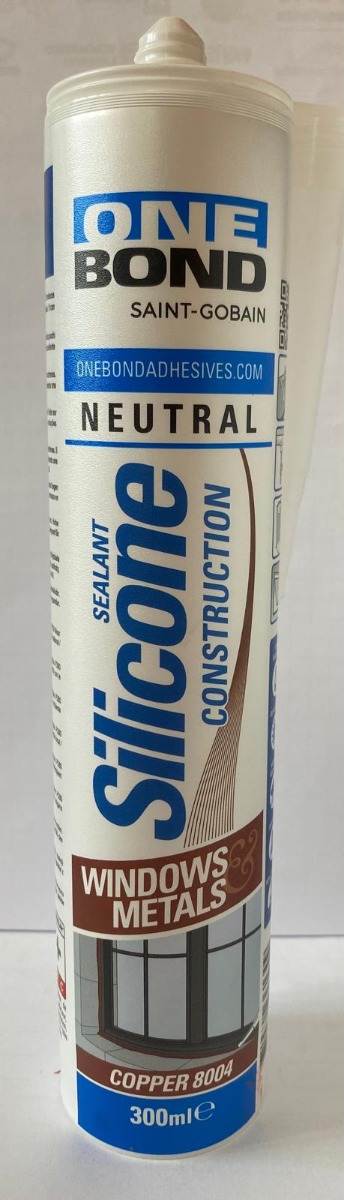 ONE
BOND
SAINT-GOBAIN
ONEBONDADHESIVES.COM
NEUTRAL
SEALANT
Silicone
CONSTRUCTION
WINDOWS &
METALS
COPPER 8004
300ml℮